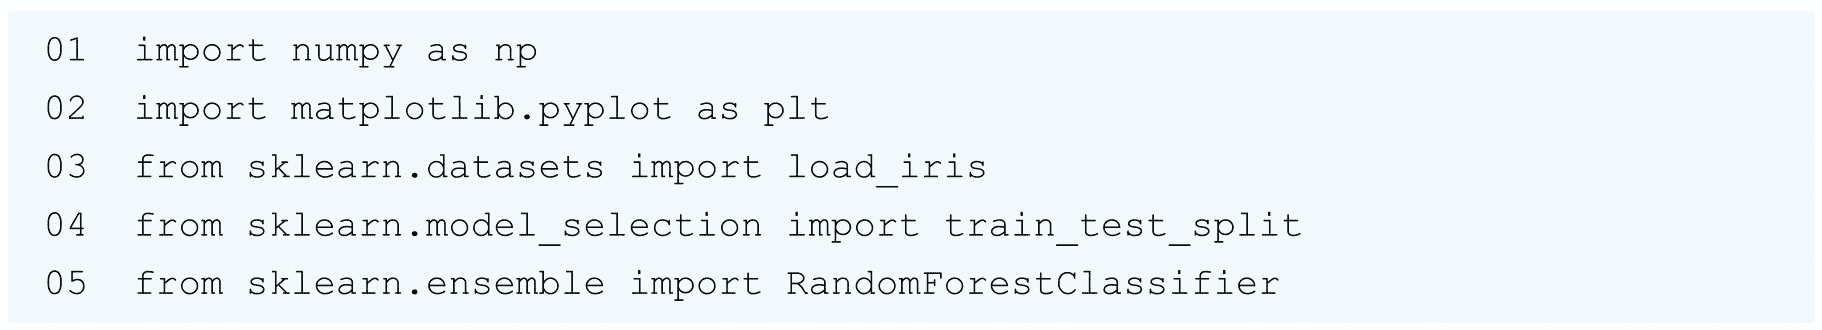 01 import numpy as np
02 import matplotlib.pyplot as plt
03 from sklearn.datasets import load_iris
04 from sklearn.model_selection import train_test_split
05 from sklearn.ensemble import RandomForestClassifier